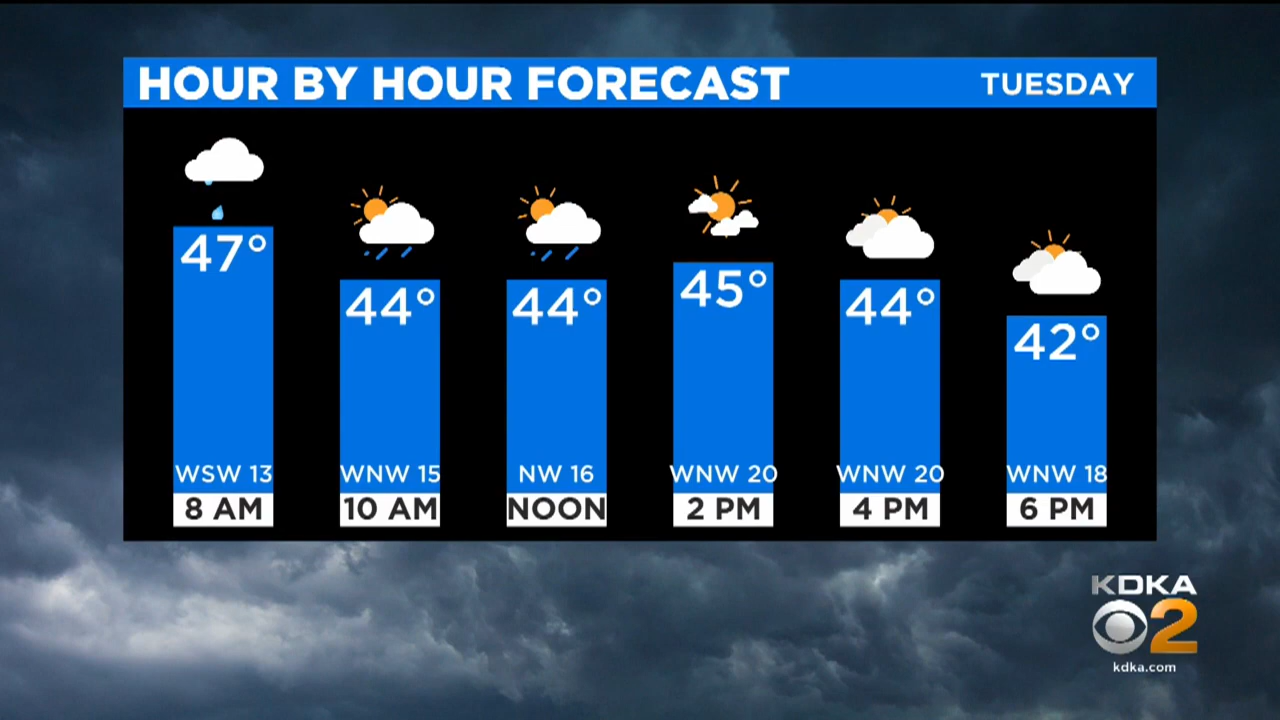 HOUR BY HOUR FORECAST TUESDAY
47° 44° 44° 45° 44° 42°
WSW 13 WNW 15 NW 16 WNW 20 WNW 20 WNW 18
8 AM 10 AM NOON 2 PM 4 PM 6 PM
KDKA
2
kdka.com